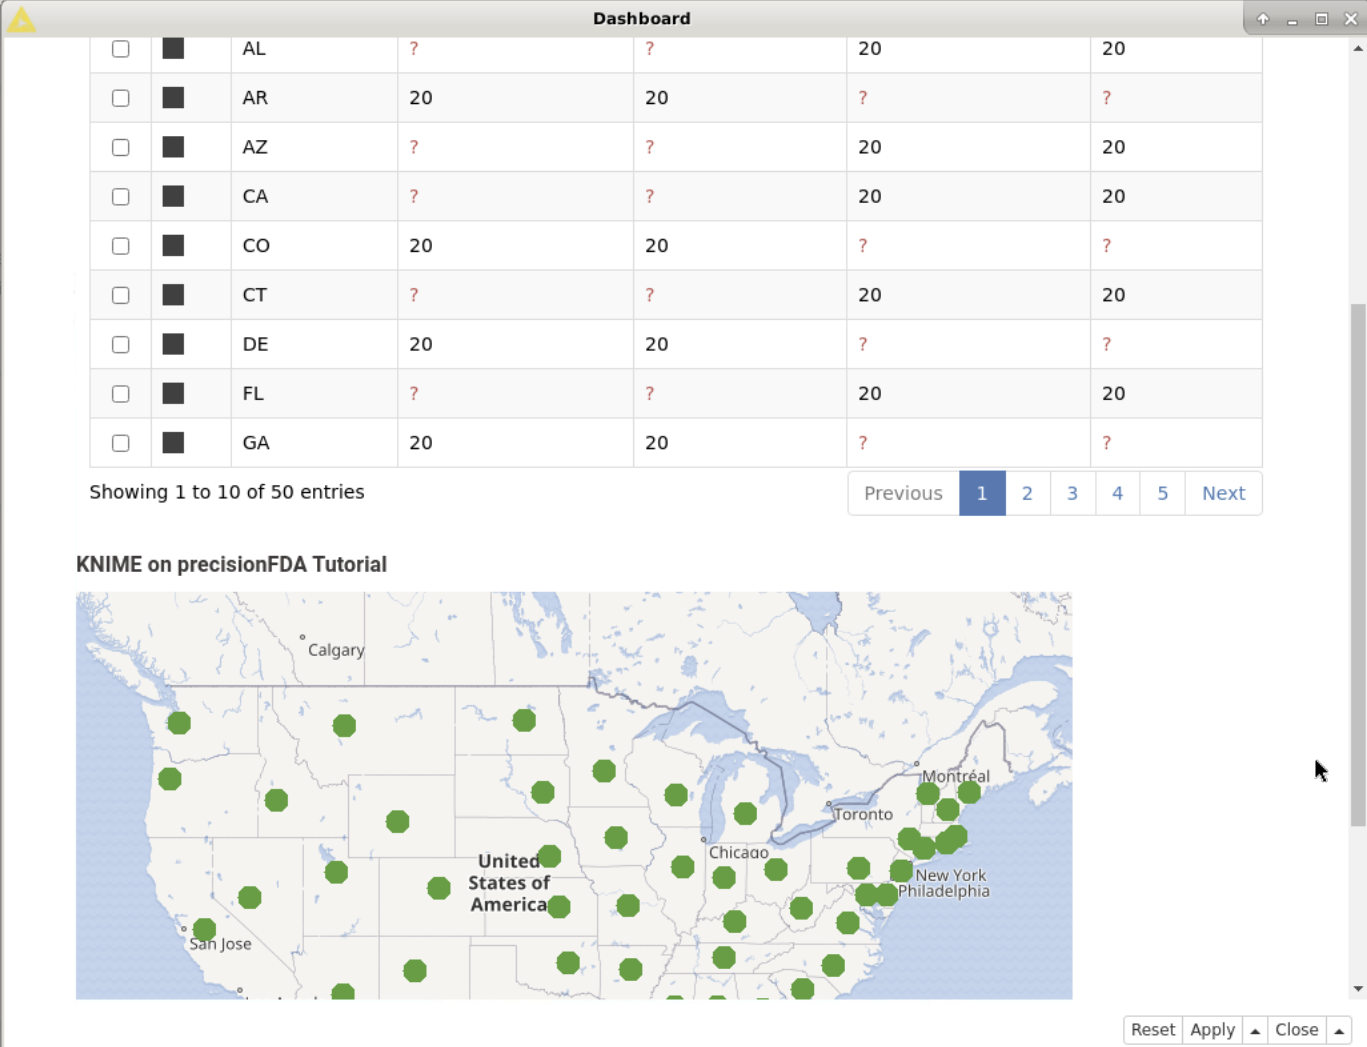 Dashboard
AL ? ? 20 20
AR 20 20 ? ?
AZ ? ? 20 20
CA ? ? 20 20
CO 20 20 ? ?
CT ? ? 20 20
DE 20 20 ? ?
FL ? ? 20 20
GA 20 20 ? ?
Showing 1 to 10 of 50 entries
Previous 1 2 3 4 5 Next
KNIME on precisionFDA Tutorial
Calgary
Montréal
Toronto
Chicago
United
States of
America
New York
Philadelphia
San Jose
Reset Apply Close